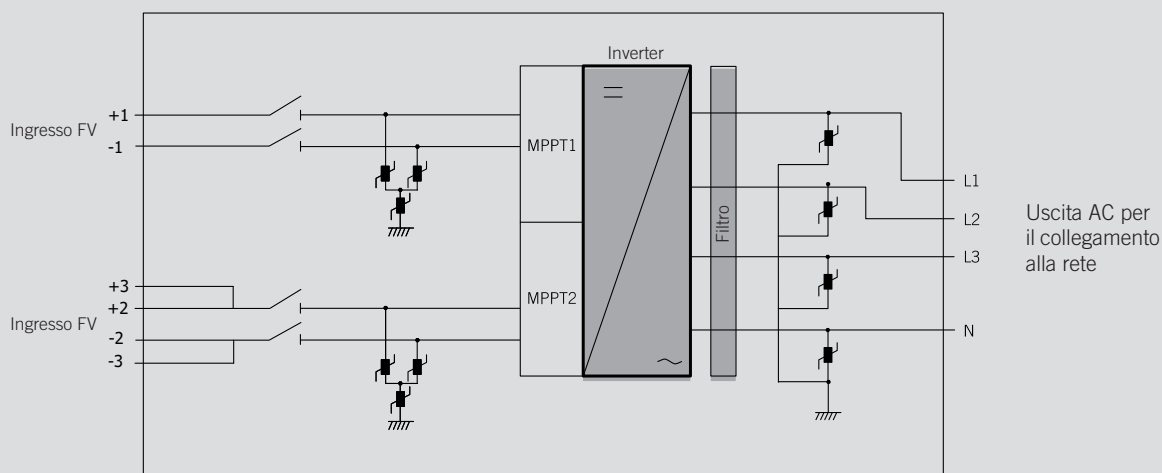 Inverter
Ingresso FV
+1
-1
MPPT1
L1
L2
L3
N
Filtro
Uscita AC per
il collegamento
alla rete
Ingresso FV
+3
+2
-2
-3
MPPT2